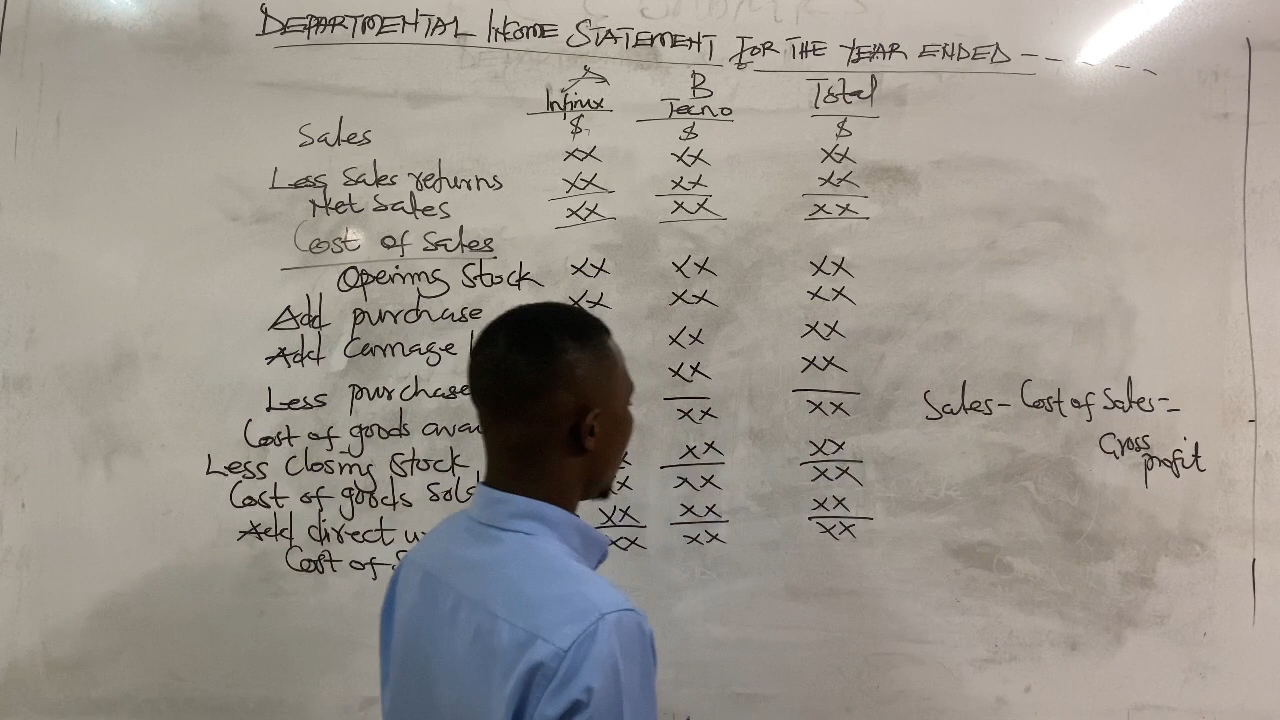 DEPARTMENTAL INCOME STATEMENT FOR THE YEAR ENDED -----
A B Total
Infinix Tecno
$ $ $
Sales XX XX XX
Less Sales returns XX XX XX
Net Sales XX XX XX
Cost of Sales
Opening Stock XX XX XX
Add purchase XX XX XX
Add Carriage XX XX
Less purchase XX XX
XX XX
Cost of goods
Less Closing Stock XX XX
Cost of goods Sold XX XX
Add direct XX XX XX
Cost of XX XX XX
Sales - Cost of Sales =
Gross
profit